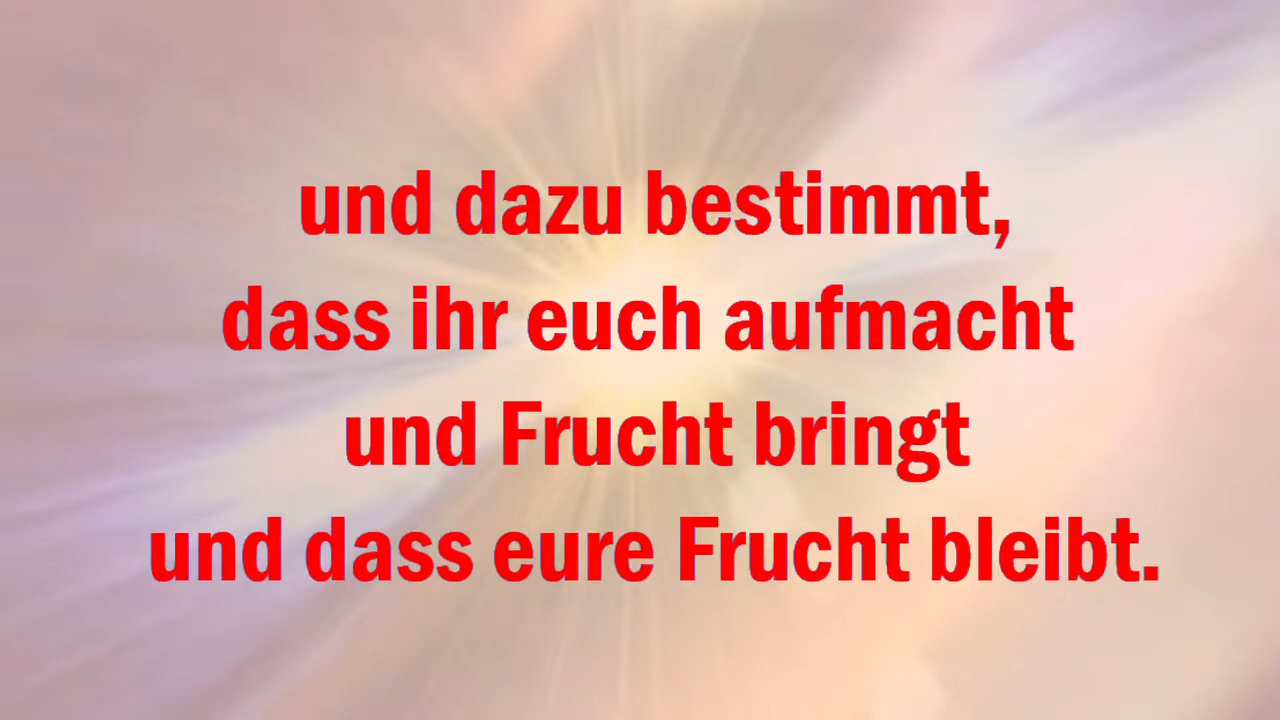 und dazu bestimmt,
dass ihr euch aufmacht
und Frucht bringt
und dass eure Frucht bleibt.